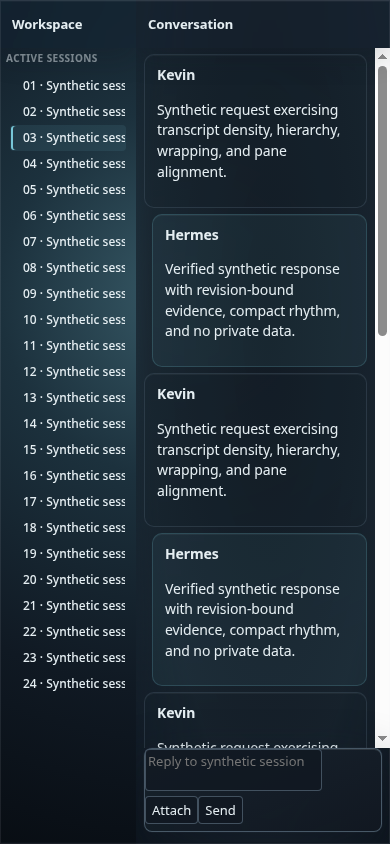 Workspace
ACTIVE SESSIONS
01 · Synthetic sess
02 · Synthetic sess
03 · Synthetic sess
04 · Synthetic sess
05 · Synthetic sess
06 · Synthetic sess
07 · Synthetic sess
08 · Synthetic sess
09 · Synthetic sess
10 · Synthetic sess
11 · Synthetic sess
12 · Synthetic sess
13 · Synthetic sess
14 · Synthetic sess
15 · Synthetic sess
16 · Synthetic sess
17 · Synthetic sess
18 · Synthetic sess
19 · Synthetic sess
20 · Synthetic sess
21 · Synthetic sess
22 · Synthetic sess
23 · Synthetic sess
24 · Synthetic sess
Conversation
Kevin
Synthetic request exercising
transcript density, hierarchy,
wrapping, and pane
alignment.
Hermes
Verified synthetic response
with revision-bound
evidence, compact rhythm,
and no private data.
Kevin
Synthetic request exercising
transcript density, hierarchy,
wrapping, and pane
alignment.
Hermes
Verified synthetic response
with revision-bound
evidence, compact rhythm,
and no private data.
Kevin
Synthetic request exercising
Reply to synthetic session
Attach
Send